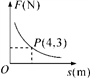 F(N)
P(4,3)
O
s(m)